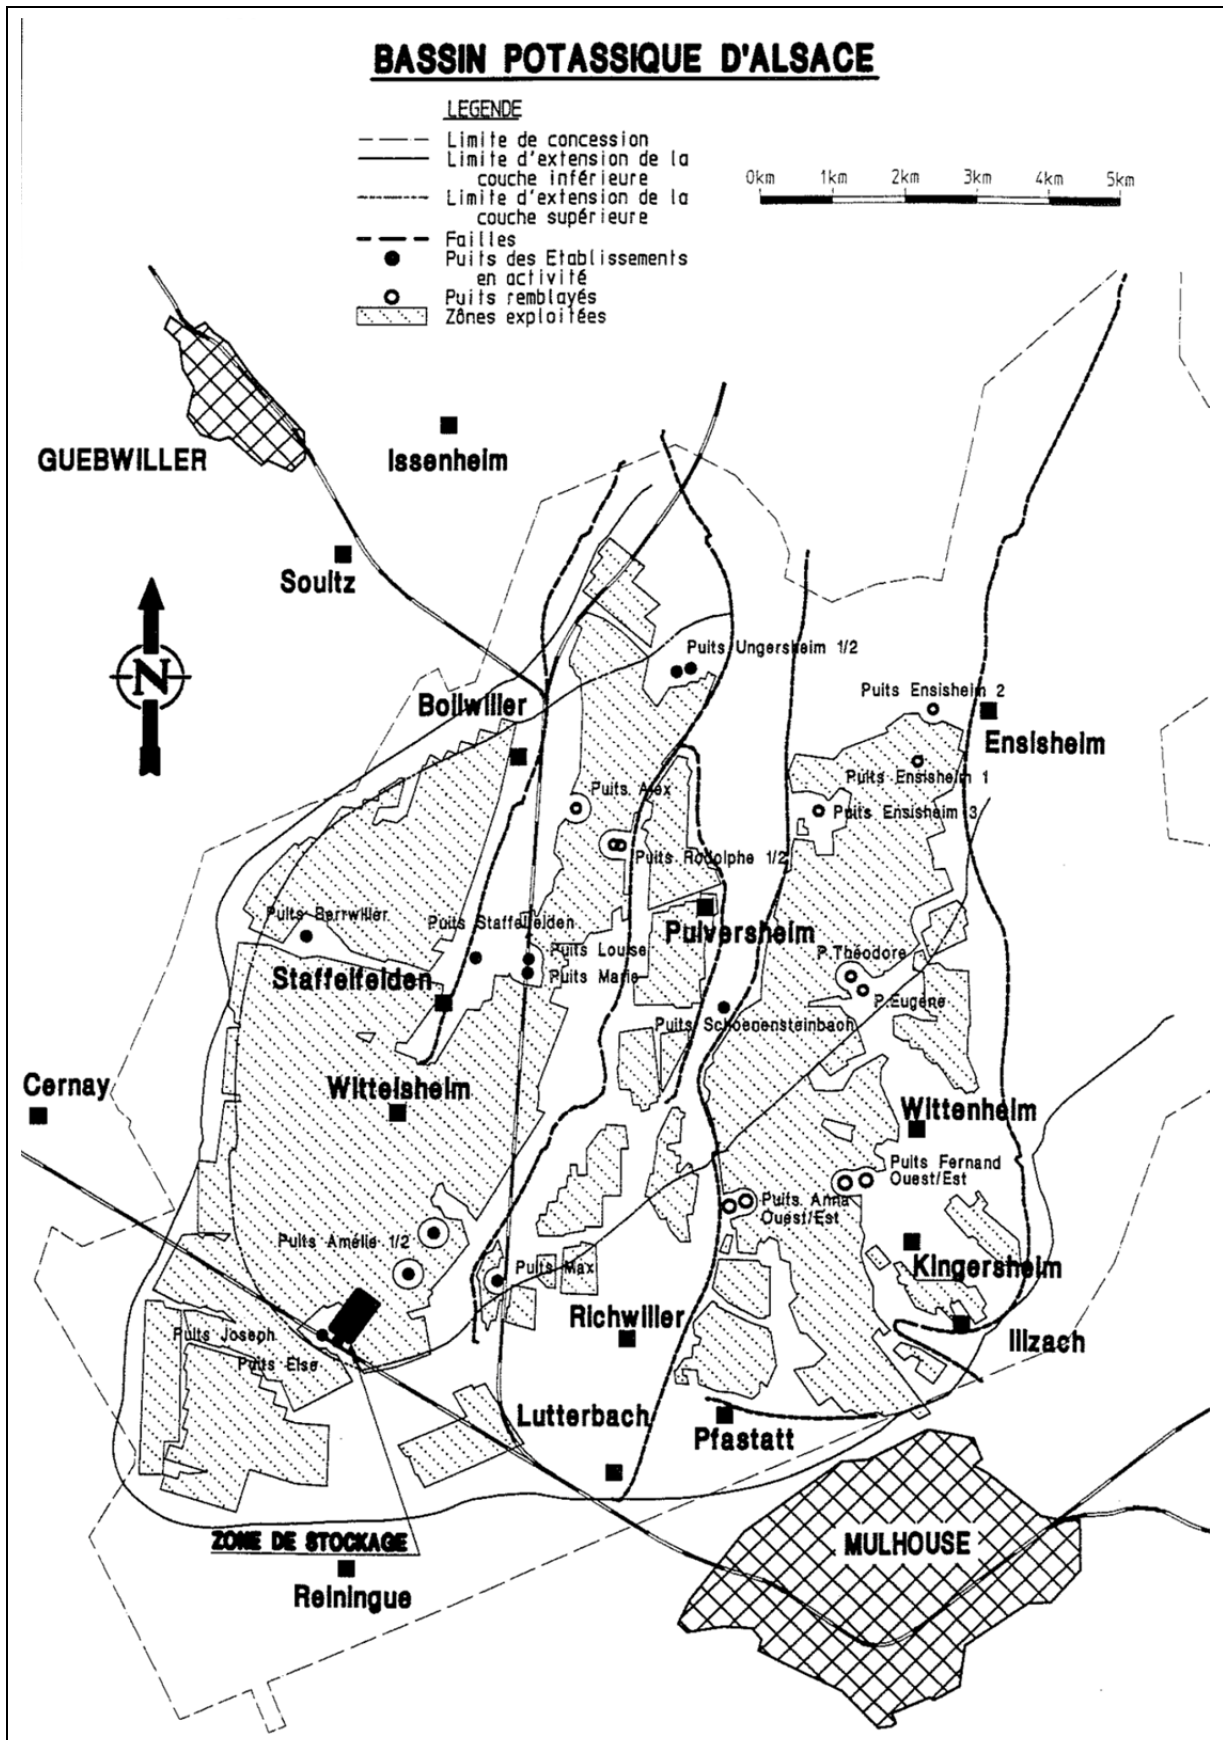 BASSIN POTASSIQUE D'ALSACE
LEGENDE
Limite de concession
Limite d'extension de la
couche inférieure
Limite d'extension de la
couche supérieure
Failles
Puits des Etablissements
en activité
Puits remblayés
Zônes exploitées
0km 1km 2km 3km 4km 5km
GUEBWILLER
Issenheim
Soultz
N
Puits Ungersheim 1/2
Puits Ensisheim 2
Bollwiller
Ensisheim
Puits Ensisheim 1
Puits Alex
Puits Ensisheim 3
Puits Rodolphe 1/2
Puits Berrwiller
Puits Staffelfelden
Pulversheim
Puits Louise
P.Théodore
Puits Marie
Staffelfelden
P.Eugène
Puits Schoenensteinbach
Cernay
Wittelsheim
Wittenheim
Puits Fernand
Ouest/Est
Puits Anna
Ouest/Est
Puits Amélie 1/2
Puits Max
Kingersheim
Richwiller
Puits Joseph
Illzach
Puits Else
Lutterbach
Pfastatt
ZONE DE STOCKAGE
MULHOUSE
Reiningue